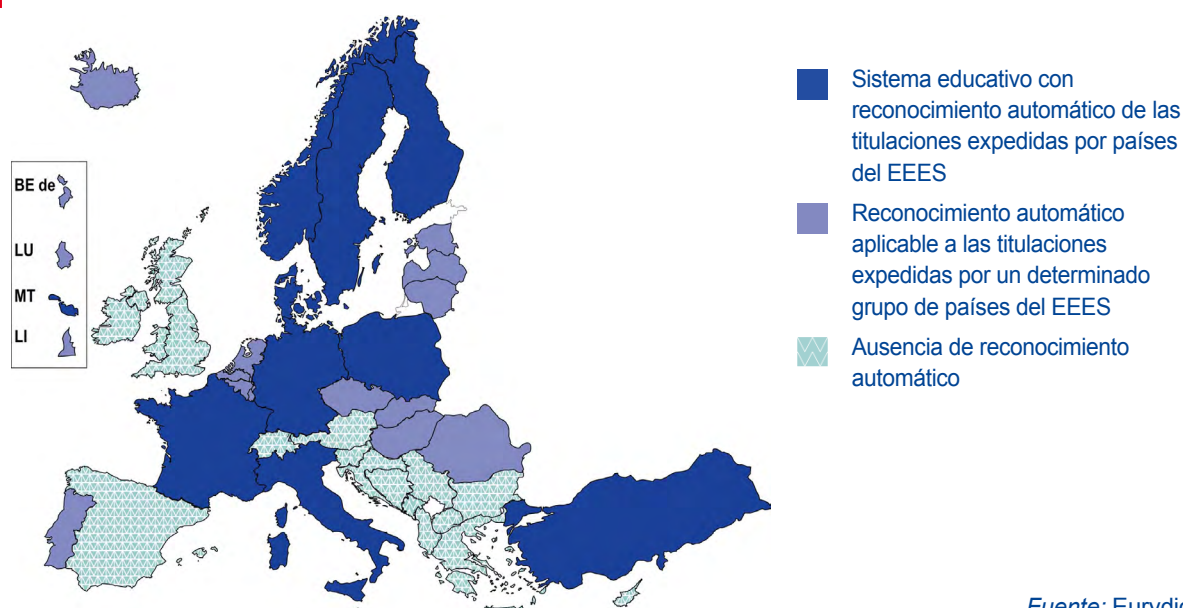 BE de
LU
MT
LI
Sistema educativo con
reconocimiento automático de las
titulaciones expedidas por países
del EEES
Reconocimiento automático
aplicable a las titulaciones
expedidas por un determinado
grupo de países del EEES
Ausencia de reconocimiento
automático
Fuente: